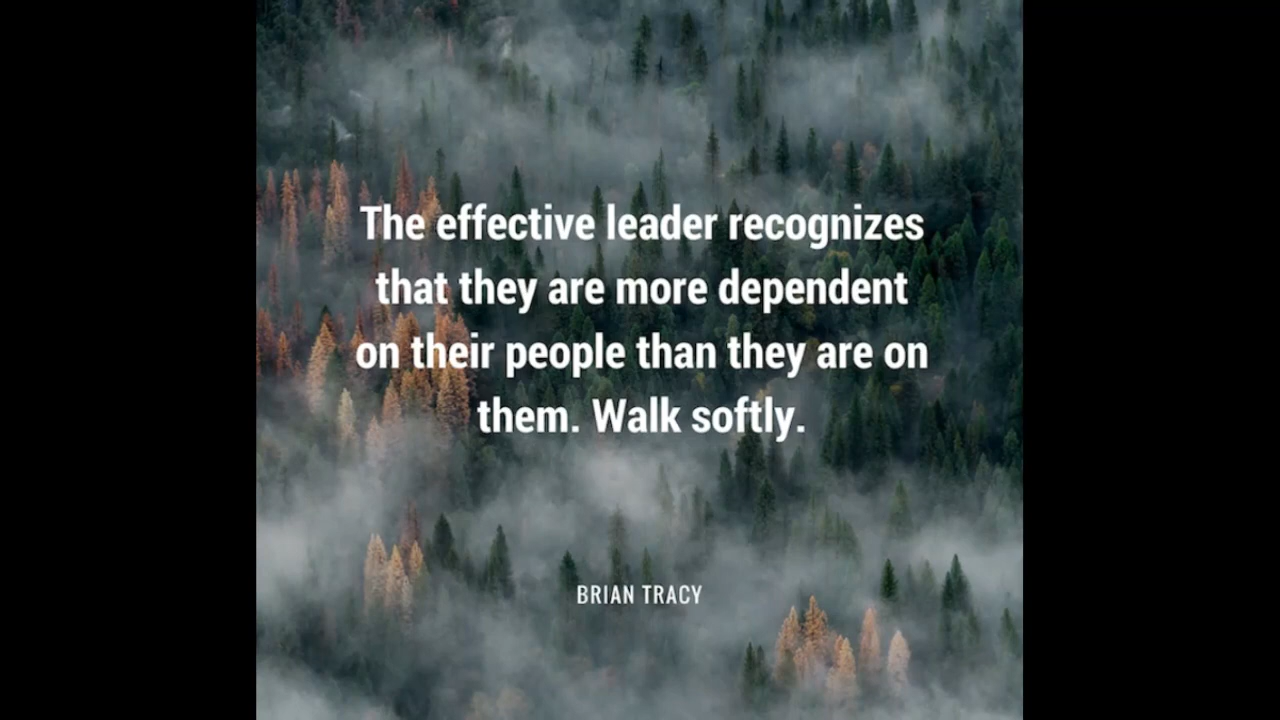 The effective leader recognizes
that they are more dependent
on their people than they are on
them. Walk softly.
BRIAN TRACY